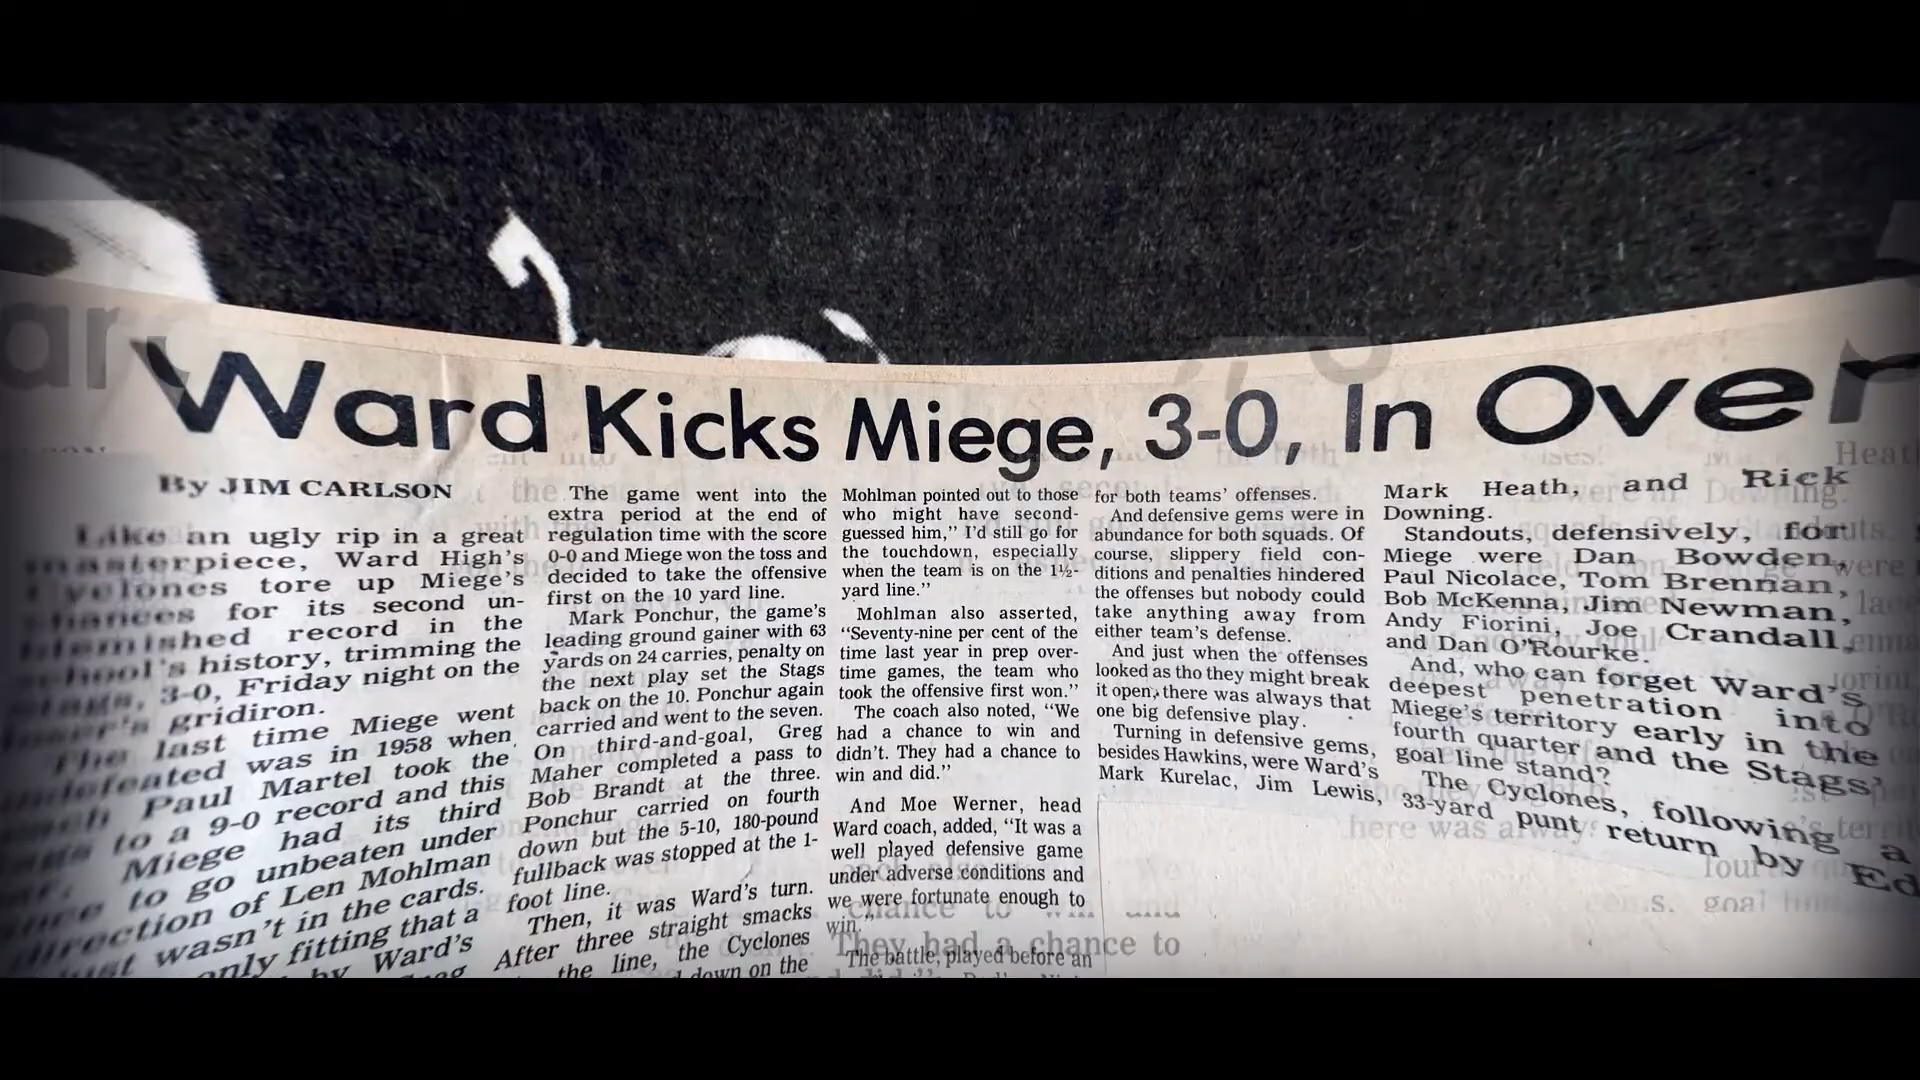 Ward Kicks Miege, 3-0, In Over
By JIM CARLSON
Like an ugly rip in a great
masterpiece, Ward High's
Cyclones tore up Miege's
chances for its second un-
blemished record in the
school's history, trimming the
Stags, 3-0, Friday night on the
gridiron.
The last time Miege went
undefeated was in 1958 when
Paul Martel took the
to a 9-0 record and this
Miege had its third
to go unbeaten under
direction of Len Mohlman
just wasn't in the cards.
only fitting that a
by Ward's
The game went into the
extra period at the end of
regulation time with the score
0-0 and Miege won the toss and
decided to take the offensive
first on the 10 yard line.
Mark Ponchur, the game's
leading ground gainer with 63
yards on 24 carries, penalty on
the next play set the Stags
back on the 10. Ponchur again
carried and went to the seven.
On third-and-goal, Greg
Maher completed a pass to
Bob Brandt at the three.
Ponchur carried on fourth
down but the 5-10, 180-pound
fullback was stopped at the 1-
foot line.
Then, it was Ward's turn.
After three straight smacks
the line, the Cyclones
down on the
Mohlman pointed out to those
who might have second-
guessed him," I'd still go for
the touchdown, especially
when the team is on the 1½-
yard line."
Mohlman also asserted,
"Seventy-nine per cent of the
time last year in prep over-
time games, the team who
took the offensive first won."
The coach also noted, "We
had a chance to win and
didn't. They had a chance to
win and did."
And Moe Werner, head
Ward coach, added, "It was a
well played defensive game
under adverse conditions and
we were fortunate enough to
win."
The battle, played before an
They had a chance to
for both teams' offenses.
And defensive gems were in
abundance for both squads. Of
course, slippery field con-
ditions and penalties hindered
the offenses but nobody could
take anything away from
either team's defense.
And just when the offenses
looked as tho they might break
it open, there was always that
one big defensive play.
Turning in defensive gems,
besides Hawkins, were Ward's
Mark Kurelac, Jim Lewis,
Mark Heath, and Rick
Downing.
Standouts, defensively, for
Miege were Dan Bowden,
Paul Nicolace, Tom Brennan,
Bob McKenna, Jim Newman,
Andy Fiorini, Joe Crandall,
and Dan O'Rourke.
And, who can forget Ward's
deepest penetration into
Miege's territory early in the
fourth quarter and the Stags'
goal line stand?
The Cyclones, following a
33-yard punt return by Ed